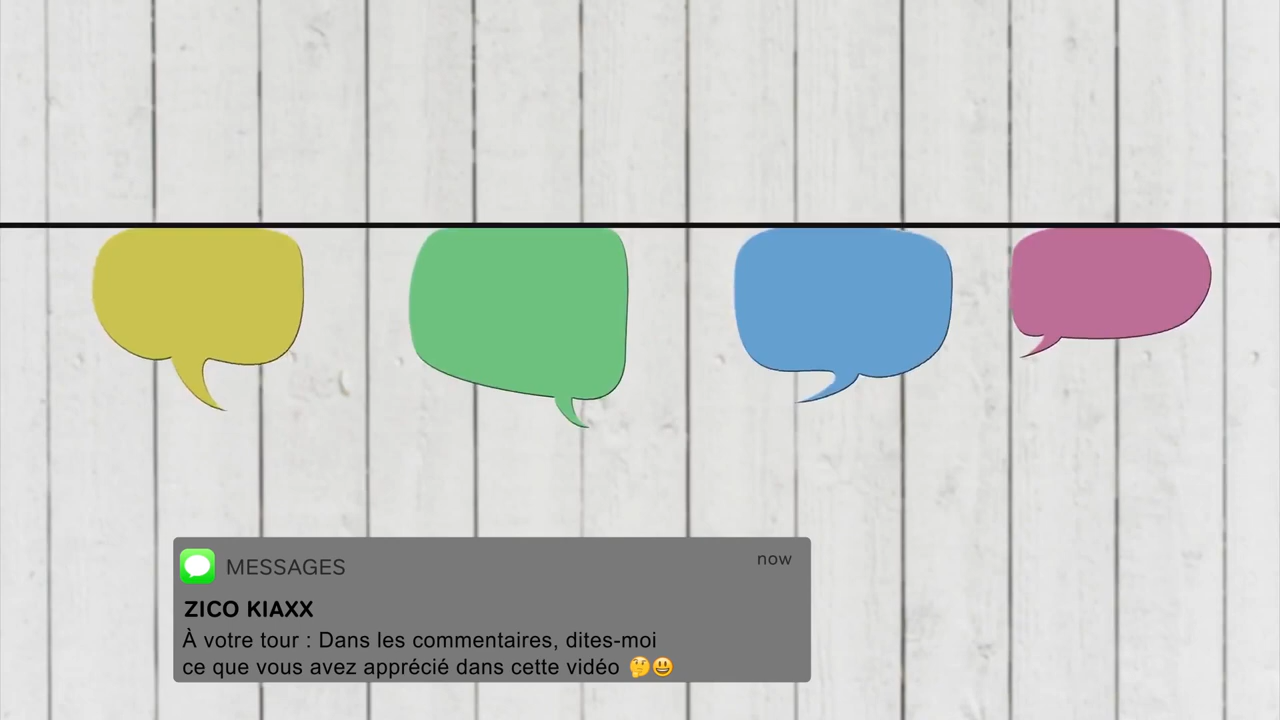 MESSAGES
now
ZICO KIAXX
À votre tour : Dans les commentaires, dites-moi
ce que vous avez apprécié dans cette vidéo 🤔😃